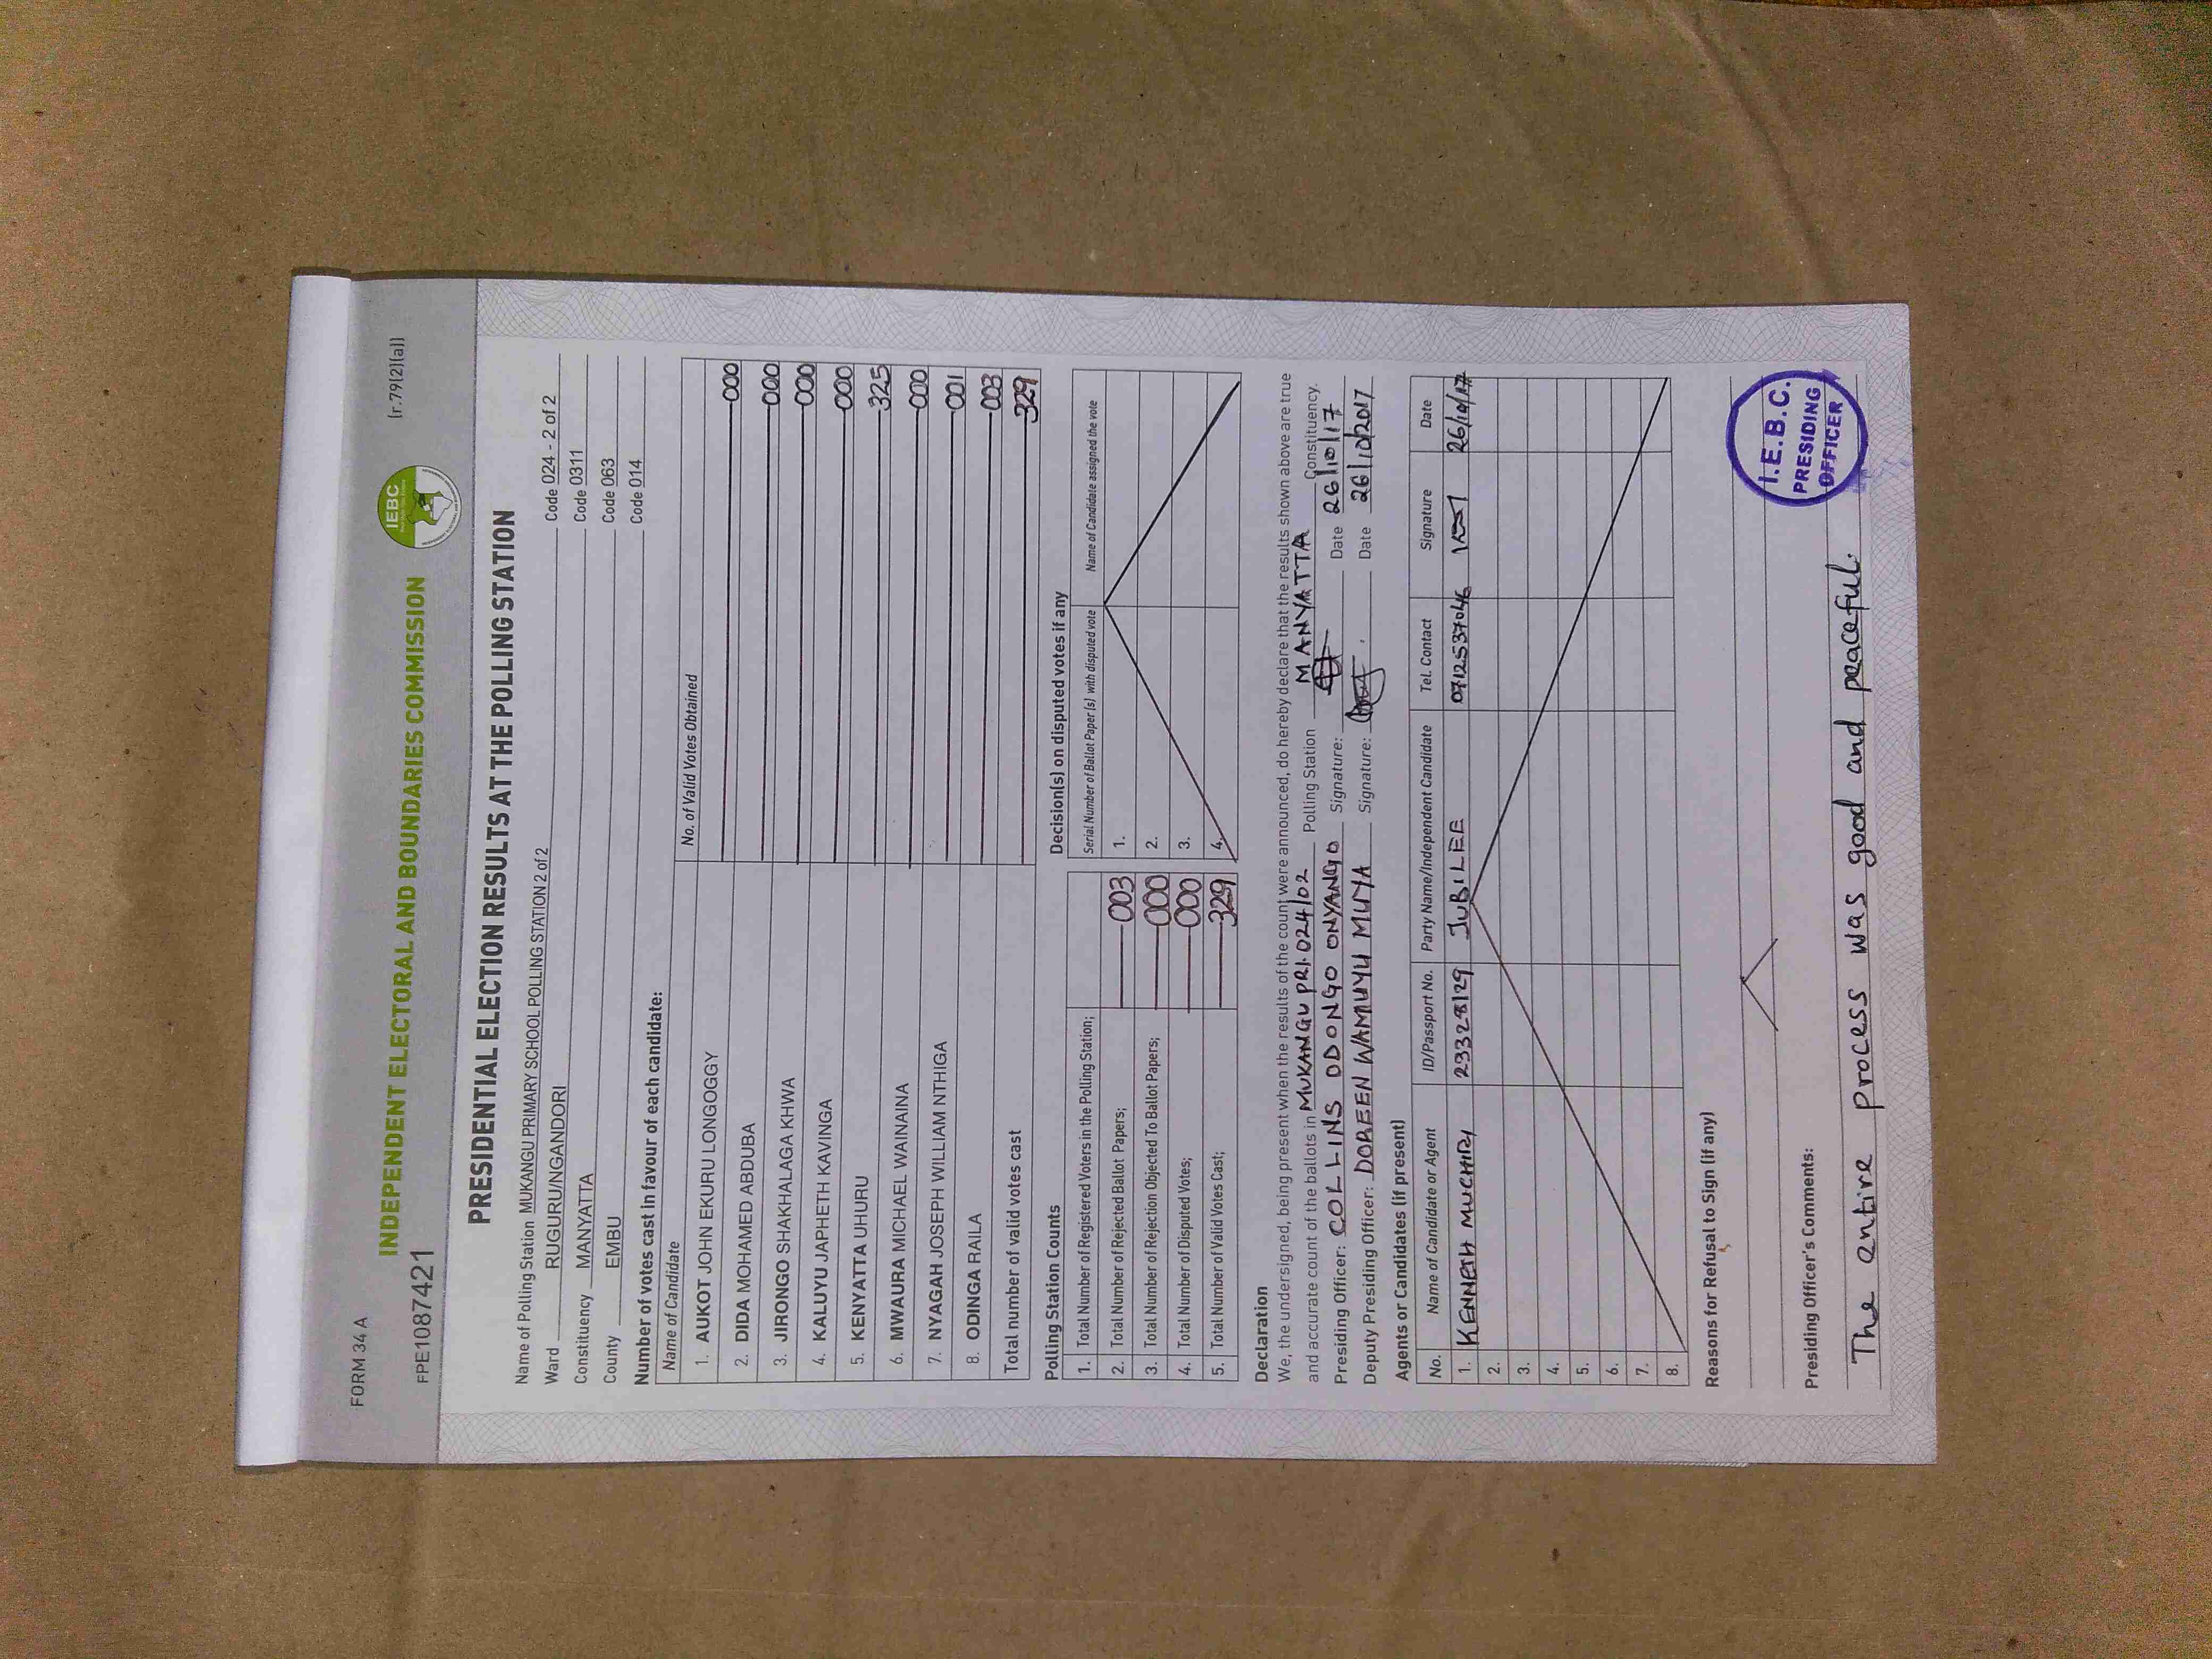 FORM 34 A
(r.79(2)(a))
INDEPENDENT ELECTORAL AND BOUNDARIES COMMISSION
IEBC
FPE1087421
PRESIDENTIAL ELECTION RESULTS AT THE POLLING STATION
Name of Polling Station MUKANGU PRIMARY SCHOOL POLLING STATION 2 of 2 Code 024 - 2 of 2
Ward RUGURU/NGANDORI Code 0311
Constituency MANYATTA Code 063
County EMBU Code 014
Number of votes cast in favour of each candidate:
Name of Candidate No. of Valid Votes Obtained
1. AUKOT JOHN EKURU LONGOGGY 000
2. DIDA MOHAMED ABDUBA 000
3. JIRONGO SHAKHALAGA KHWA 000
4. KALUYU JAPHETH KAVINGA 000
5. KENYATTA UHURU 325
6. MWAURA MICHAEL WAINAINA 000
7. NYAGAH JOSEPH WILLIAM NTHIGA 001
8. ODINGA RAILA 003
Total number of valid votes cast 329
Polling Station Counts
1. Total Number of Registered Voters in the Polling Station;
2. Total Number of Rejected Ballot Papers; 003
3. Total Number of Rejection Objected To Ballot Papers; 000
4. Total Number of Disputed Votes; 000
5. Total Number of Valid Votes Cast; 329
Decision(s) on disputed votes if any
Serial Number of Ballot Paper(s) with disputed vote Name of Candidate assigned the vote
1.
2.
3.
4.
Declaration
We, the undersigned, being present when the results of the count were announced, do hereby declare that the results shown above are true
and accurate count of the ballots in MUKANGU PRI. 024/02 Polling Station MANYATTA Constituency.
Presiding Officer: COLLINS ODONGO ONYANGO Signature: Date 26/10/17
Deputy Presiding Officer: DOREEN WAMUYU MUYA Signature: Date 26/10/2017
Agents or Candidates (if present)
No. Name of Candidate or Agent ID/Passport No. Party Name/Independent Candidate Tel. Contact Signature Date
1. KENNETH MUCHIRI 23328129 JUBILEE 0712537046 26/10/17
2.
3.
4.
5.
6.
7.
8.
Reasons for Refusal to Sign (if any)
Presiding Officer's Comments:
The entire process was good and peaceful.
I.E.B.C.
PRESIDING
OFFICER